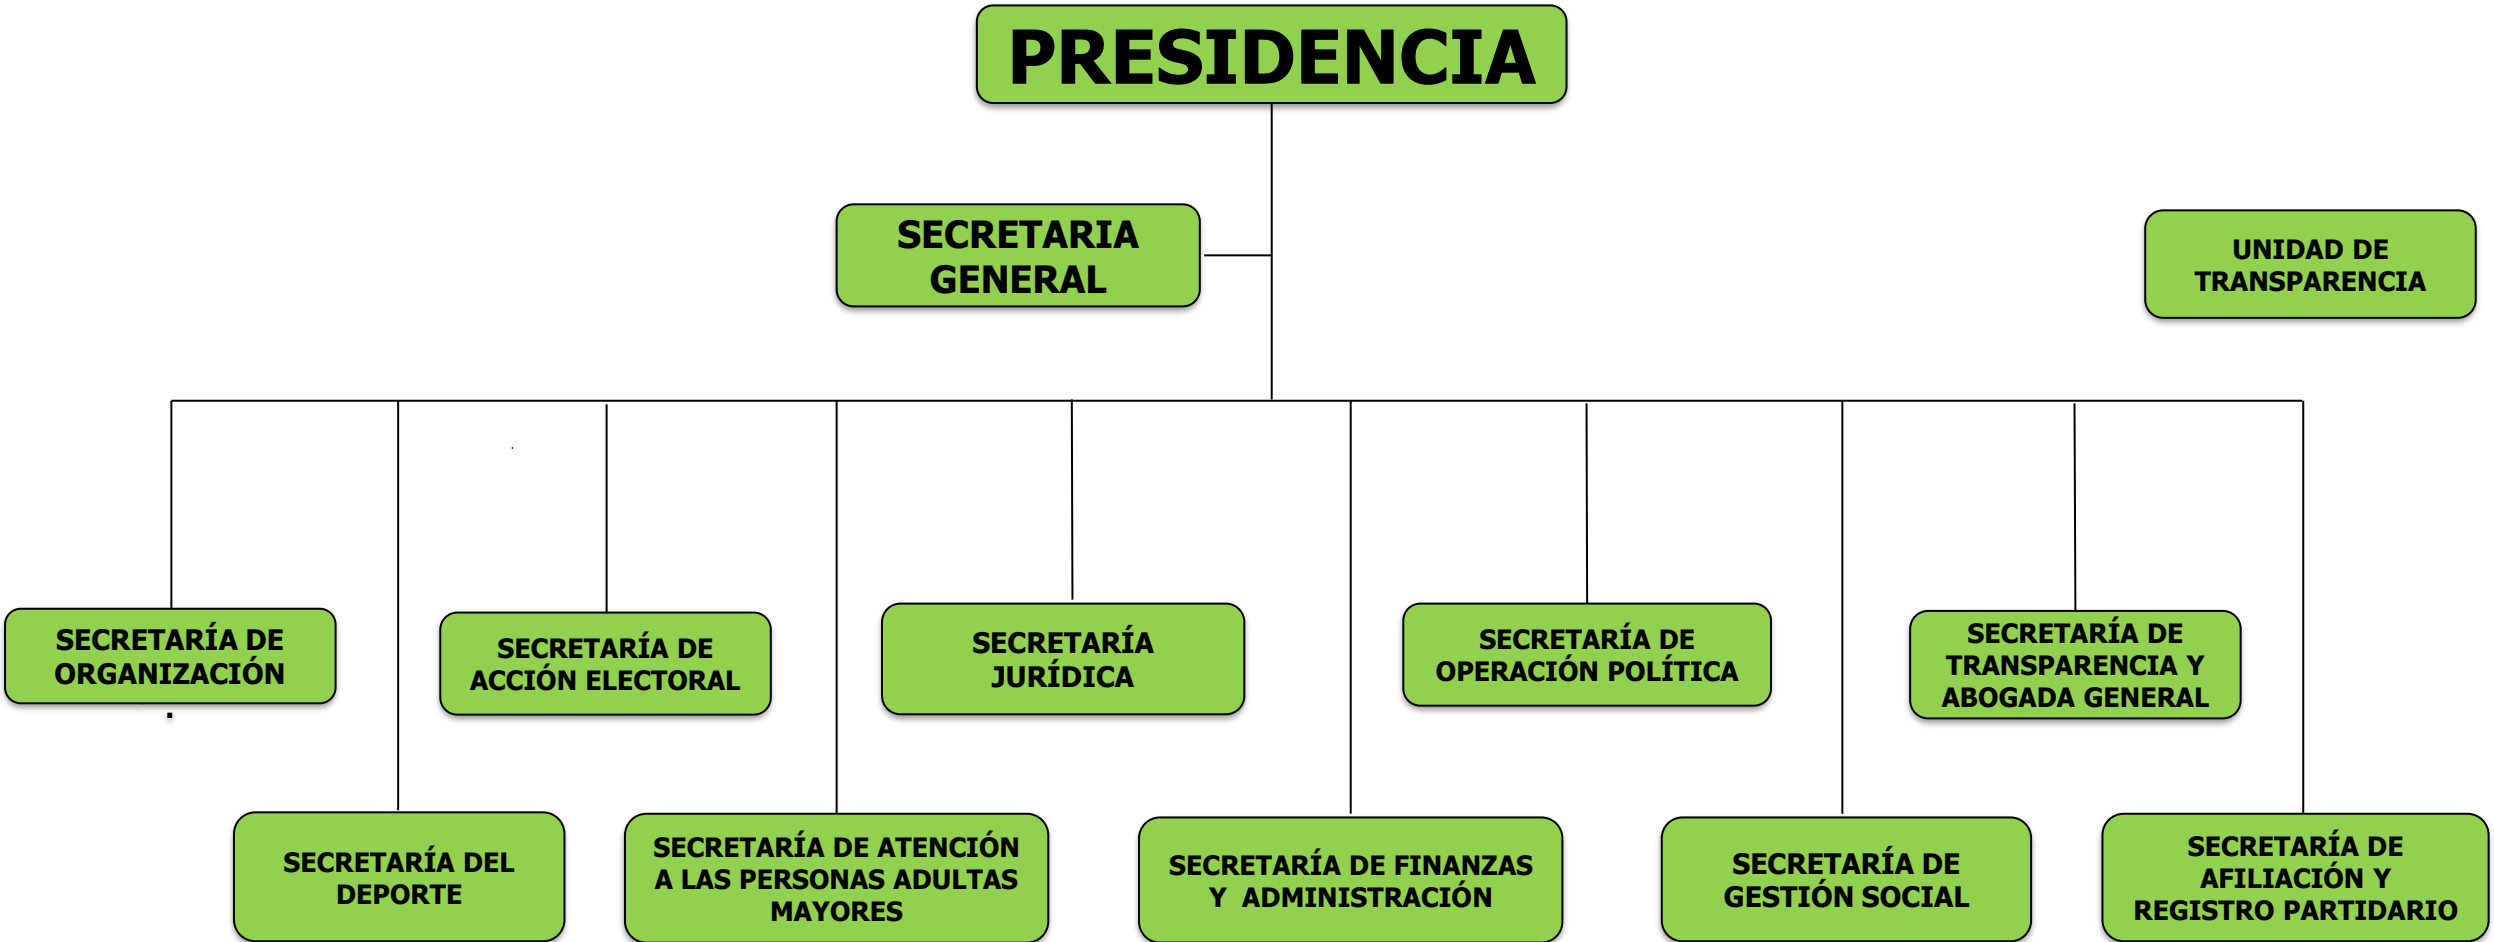 PRESIDENCIA
SECRETARIA
GENERAL
UNIDAD DE
TRANSPARENCIA
SECRETARÍA DE
ORGANIZACIÓN
.
SECRETARÍA DE
ACCIÓN ELECTORAL
SECRETARÍA
JURÍDICA
SECRETARÍA DE
OPERACIÓN POLÍTICA
SECRETARÍA DE
TRANSPARENCIA Y
ABOGADA GENERAL
SECRETARÍA DEL
DEPORTE
SECRETARÍA DE ATENCIÓN
A LAS PERSONAS ADULTAS
MAYORES
SECRETARÍA DE FINANZAS
Y ADMINISTRACIÓN
SECRETARÍA DE
GESTIÓN SOCIAL
SECRETARÍA DE
AFILIACIÓN Y
REGISTRO PARTIDARIO